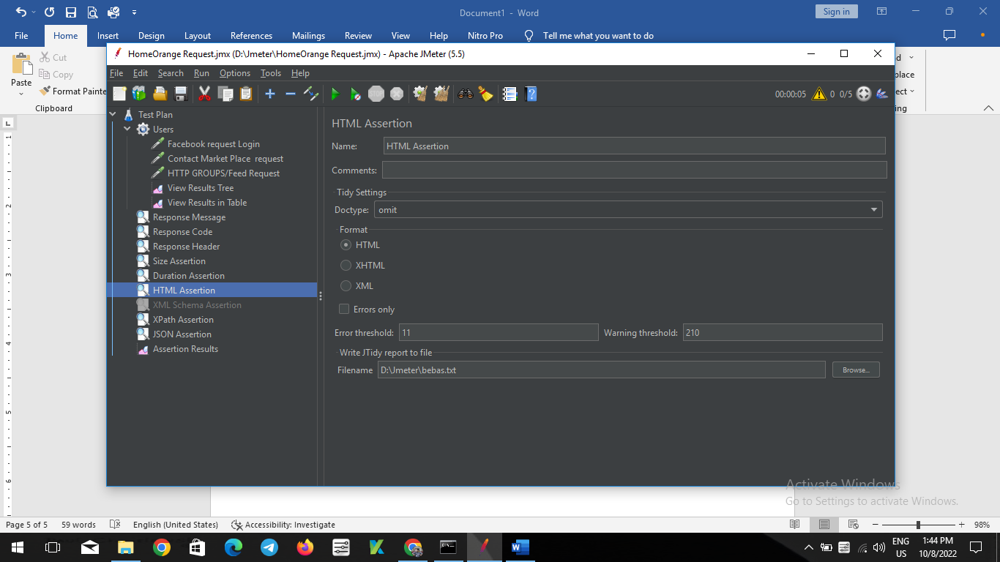 Document1 - Word
Sign in
File Home Insert Design Layout References Mailings Review View Help Nitro Pro Tell me what you want to do
Cut
Copy
Format Painte
Paste
Clipboard
HomeOrange Request.jmx (D:\Jmeter\HomeOrange Request.jmx) - Apache JMeter (5.5)
File Edit Search Run Options Tools Help
STOP
00:00:05 0 0/5
Test Plan
Users
Facebook request Login
Contact Market Place request
HTTP GROUPS/Feed Request
View Results Tree
View Results in Table
Response Message
Response Code
Response Header
Size Assertion
Duration Assertion
HTML Assertion
XML Schema Assertion
XPath Assertion
JSON Assertion
Assertion Results
HTML Assertion
Name: HTML Assertion
Comments:
Tidy Settings
Doctype: omit
Format
HTML
XHTML
XML
Errors only
Error threshold: 11 Warning threshold: 210
Write JTidy report to file
Filename D:\Jmeter\bebas.txt Browse...
d
place
ect
ing
1
2
3
4
5
6
Activate Windows
Go to Settings to activate Windows.
Page 5 of 5 59 words English (United States) Accessibility: Investigate 98%
ENG
US
1:44 PM
10/8/2022